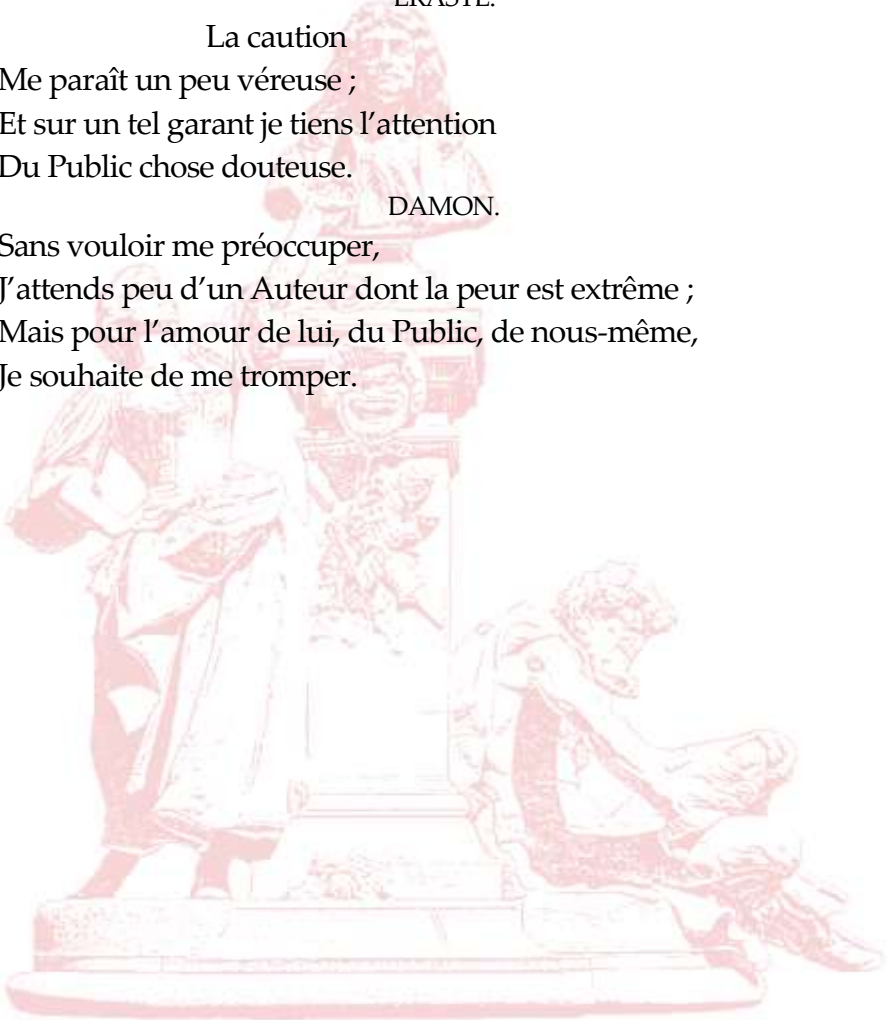 ERASTE.
La caution
Me paraît un peu véreuse ;
Et sur un tel garant je tiens l’attention
Du Public chose douteuse.
DAMON.
Sans vouloir me préoccuper,
J’attends peu d’un Auteur dont la peur est extrême ;
Mais pour l’amour de lui, du Public, de nous-même,
Je souhaite de me tromper.